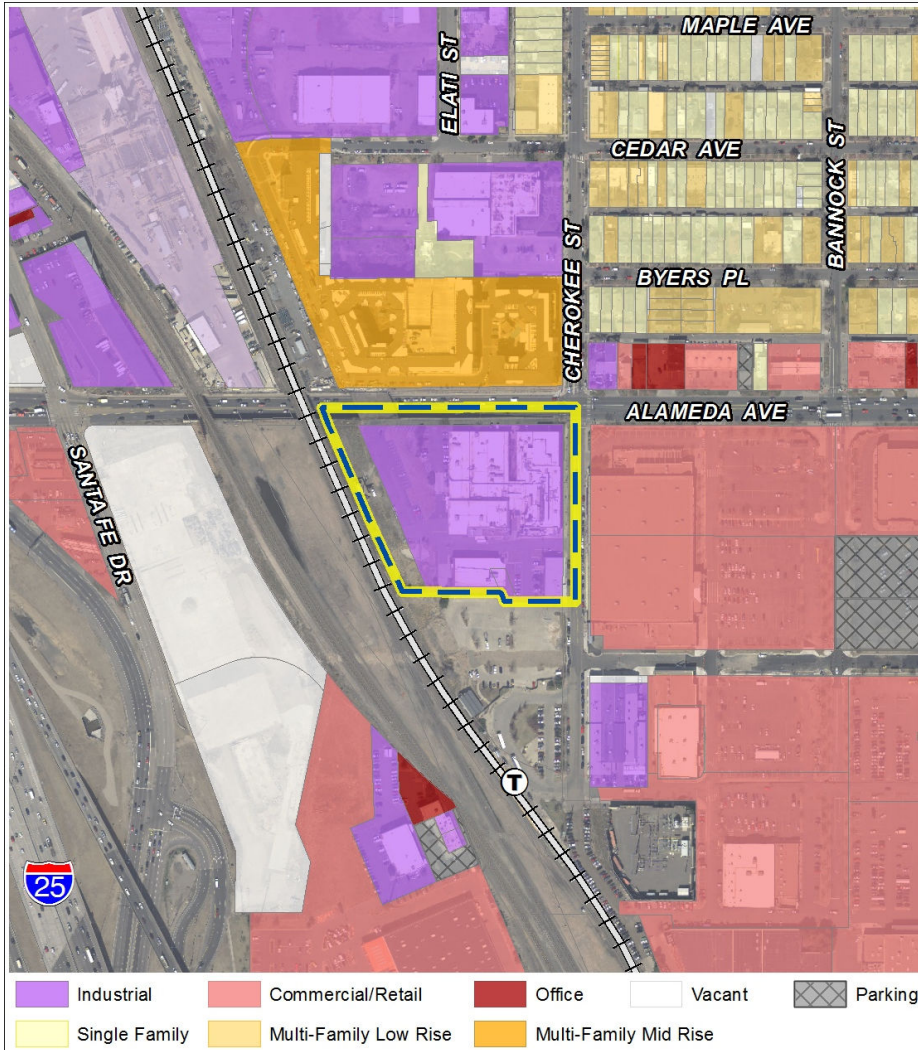 MAPLE AVE
ELATI ST
CEDAR AVE
BANNOCK ST
BYERS PL
CHEROKEE ST
ALAMEDA AVE
SANTA FE DR
T
25
Industrial
Commercial/Retail
Office
Vacant
Parking
Single Family
Multi-Family Low Rise
Multi-Family Mid Rise